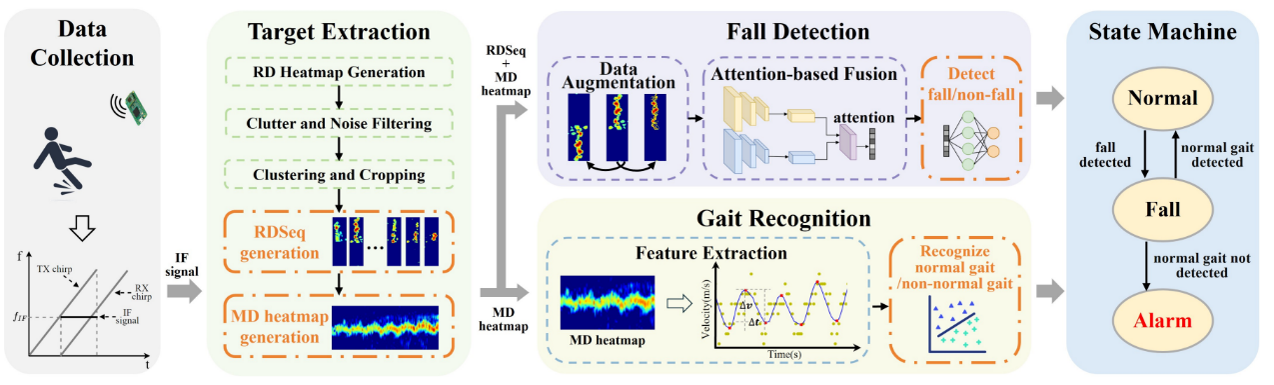 Data
Collection
f
TX chirp
RX
chirp
fIF
IF
signal
t
IF
signal
Target Extraction
RD Heatmap Generation
Clutter and Noise Filtering
Clustering and Cropping
RDSeq
generation
...
MD heatmap
generation
RDSeq
+
MD
heatmap
MD
heatmap
Fall Detection
Data
Augmentation
Attention-based Fusion
attention
Detect
fall/non-fall
Gait Recognition
Feature Extraction
MD heatmap
Velocity(m/s)
Δv
Δt
Time(s)
Recognize
normal gait
/non-normal gait
State Machine
Normal
fall
detected
normal gait
detected
Fall
normal gait not
detected
Alarm